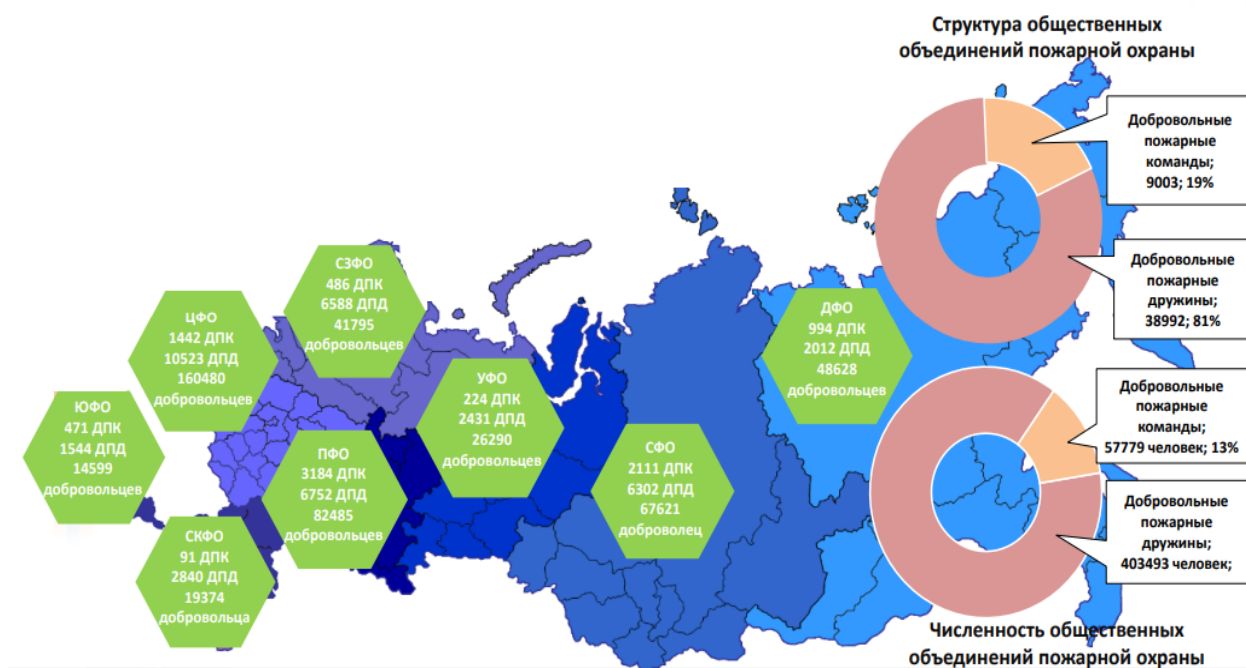 Структура общественных
объединений пожарной охраны
Добровольные
пожарные
команды;
9003; 19%
Добровольные
пожарные
дружины;
38992; 81%
СЗФО
486 ДПК
6588 ДПД
41795
добровольцев
ЦФО
1442 ДПК
10523 ДПД
160480
добровольцев
ДФО
994 ДПК
2012 ДПД
48628
добровольцев
УФО
224 ДПК
2431 ДПД
26290
добровольцев
ЮФО
471 ДПК
1544 ДПД
14599
добровольцев
ПФО
3184 ДПК
6752 ДПД
82485
добровольцев
СФО
2111 ДПК
6302 ДПД
67621
доброволец
СКФО
91 ДПК
2840 ДПД
19374
добровольца
Добровольные
пожарные
команды;
57779 человек; 13%
Добровольные
пожарные
дружины;
403493 человек;
Численность общественных
объединений пожарной охраны